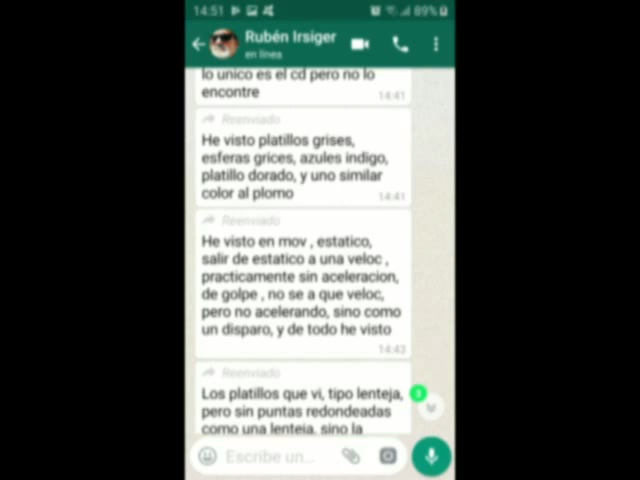 14:51
89%
Rubén Irsiger
en línea
lo unico es el cd pero no lo
encontre
14:41
Reenviado
He visto platillos grises,
esferas grices, azules indigo,
platillo dorado, y uno similar
color al plomo
14:41
Reenviado
He visto en mov , estatico,
salir de estatico a una veloc ,
practicamente sin aceleracion,
de golpe , no se a que veloc,
pero no acelerando, sino como
un disparo, y de todo he visto
14:43
Reenviado
Los platillos que vi, tipo lenteja,
pero sin puntas redondeadas
como una lenteja, sino la
3
Escribe un...